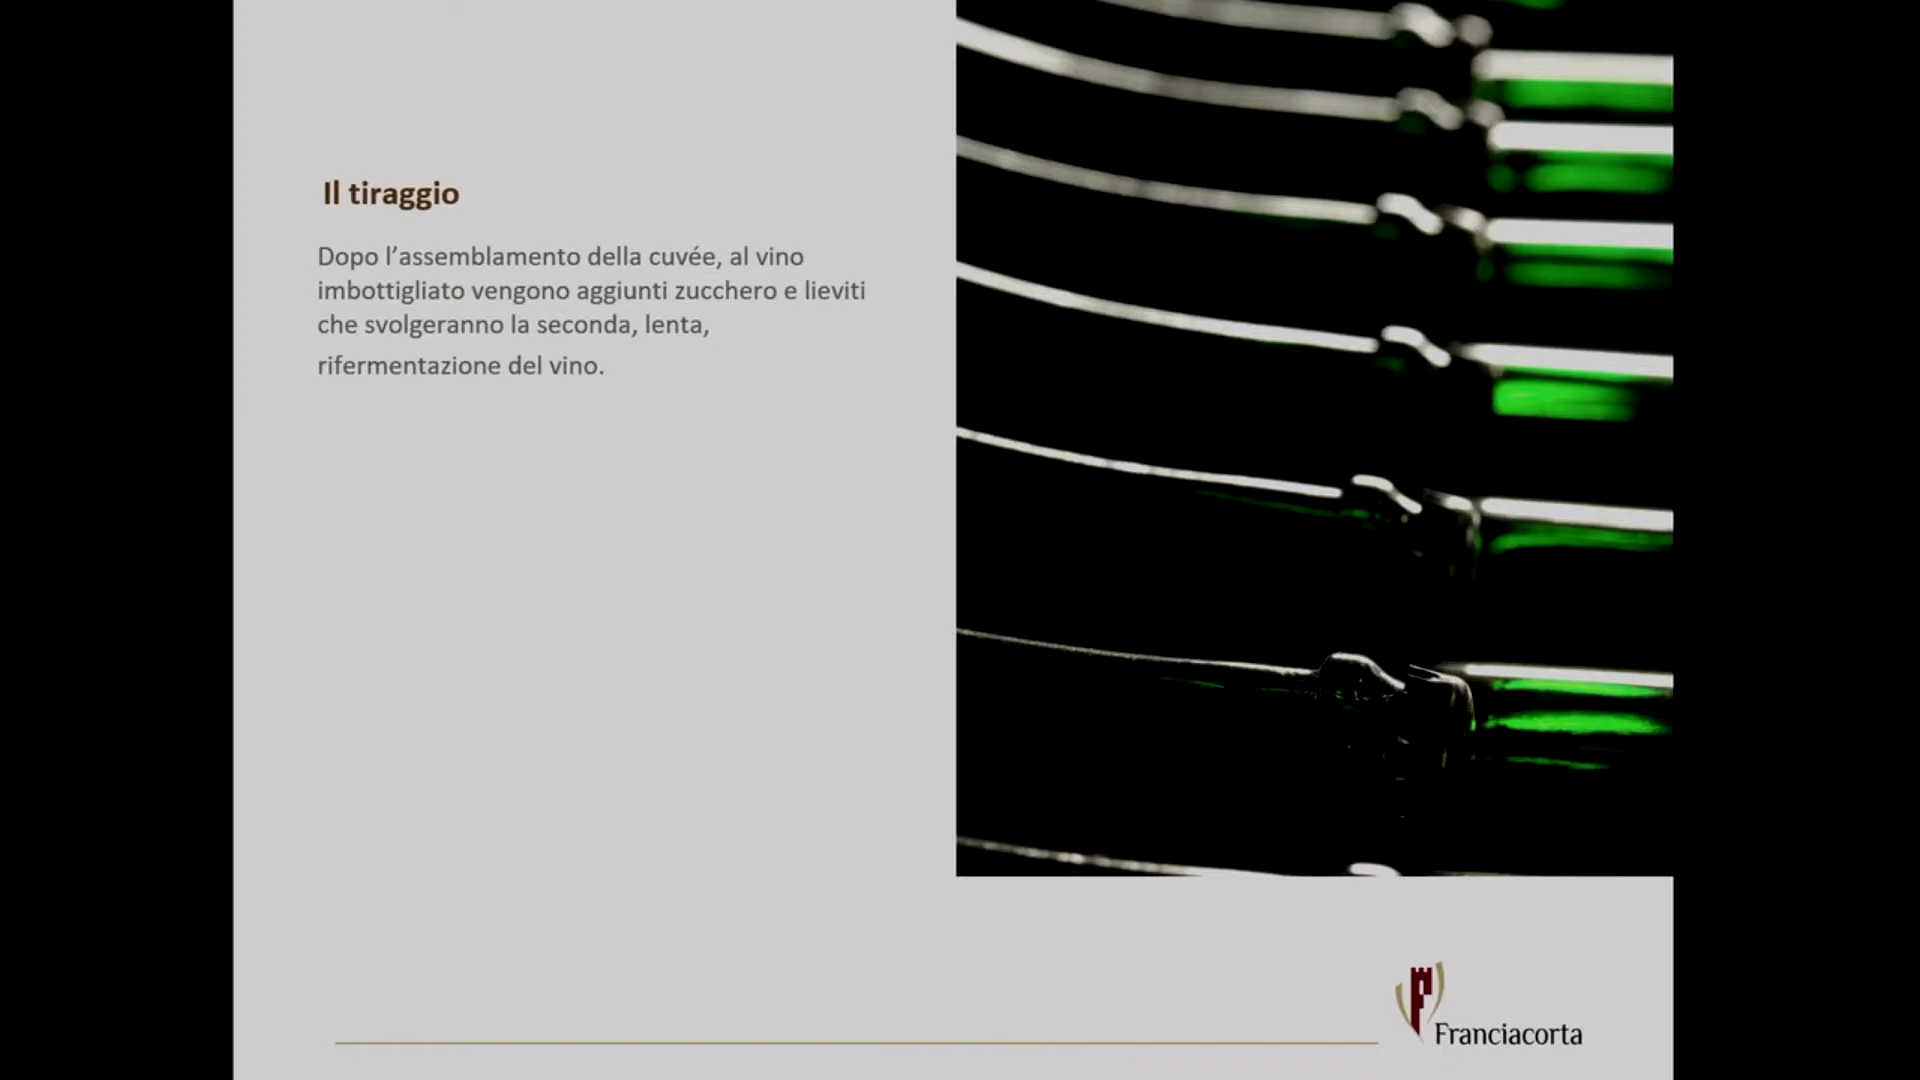 Il tiraggio
Dopo l’assemblamento della cuvée, al vino
imbottigliato vengono aggiunti zucchero e lieviti
che svolgeranno la seconda, lenta,
rifermentazione del vino.
Franciacorta